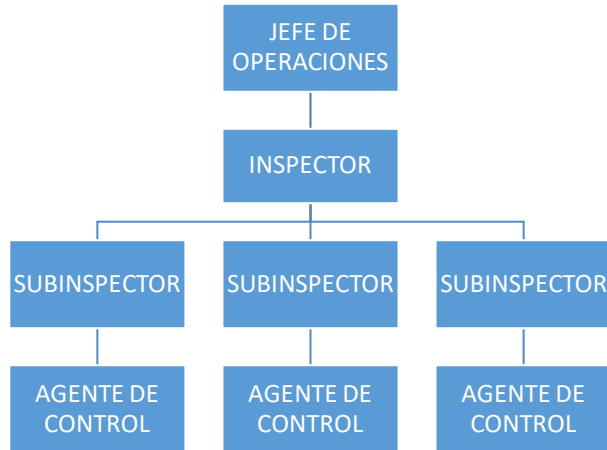 JEFE DE
OPERACIONES
INSPECTOR
SUBINSPECTOR
SUBINSPECTOR
SUBINSPECTOR
AGENTE DE
CONTROL
AGENTE DE
CONTROL
AGENTE DE
CONTROL